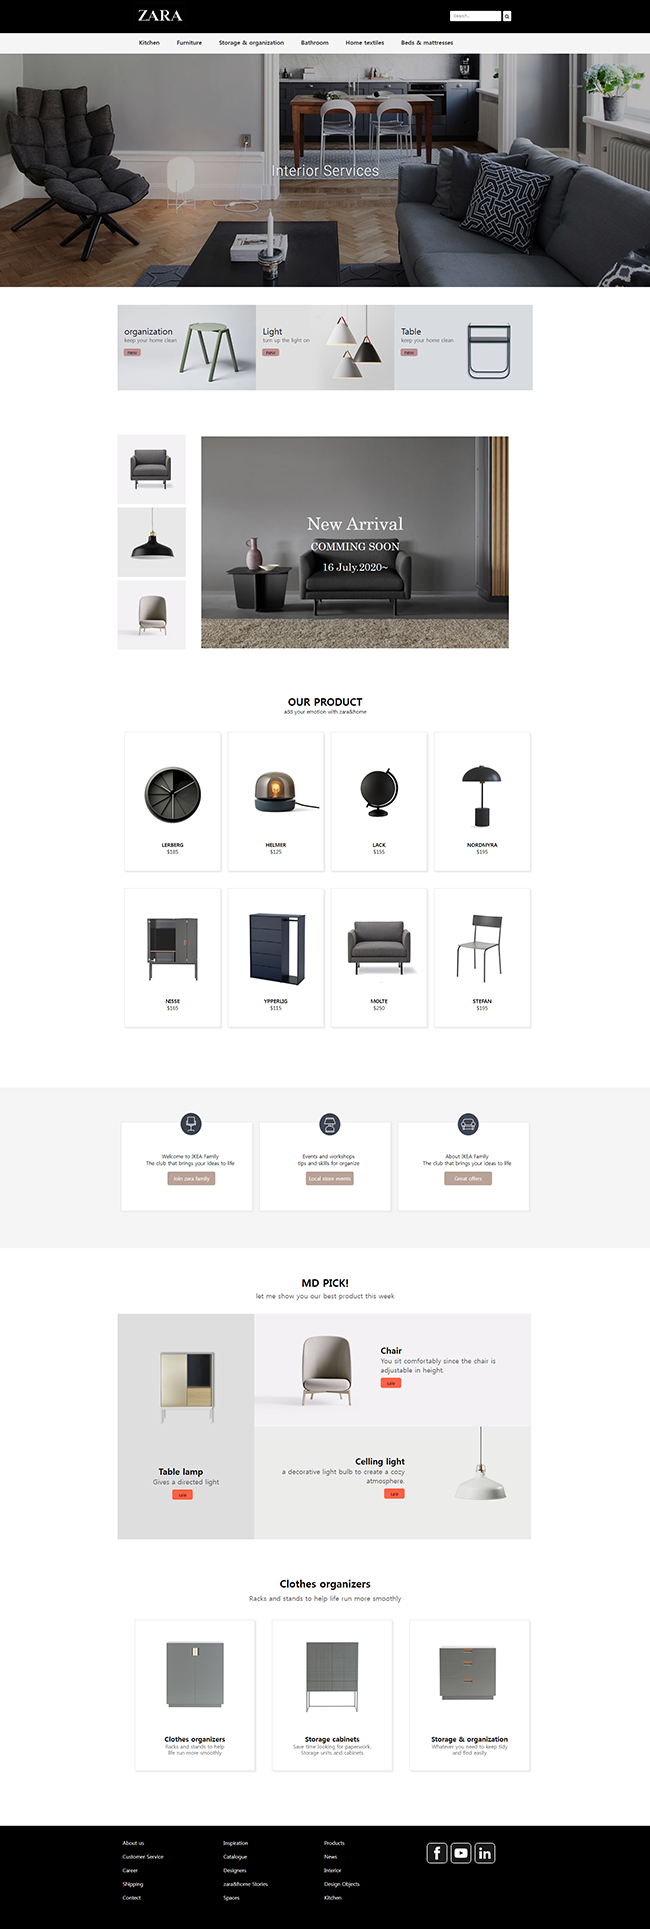 ZARA
Search..
Kitchen Furniture Storage & organization Bathroom Home textiles Beds & mattresses
Interior Services
organization
keep your home clean
new
Light
turn up the light on
new
Table
keep your home clean
new
New Arrival
COMMING SOON
16 July.2020~
OUR PRODUCT
add your emotion with zara&home
LERBERG
$185
HELMER
$125
LACK
$155
NORDMYRA
$195
NISSE
$165
YPPERLIG
$115
MOLTE
$250
STEFAN
$195
Welcome to IKEA Family
The club that brings your ideas to life
Join zara family
Events and workshops
tips and skills for organize
Local store events
About IKEA Family
The club that brings your ideas to life
Great offers
MD PICK!
let me show you our best product this week
Table lamp
Gives a directed light
sale
Chair
You sit comfortably since the chair is
adjustable in height.
sale
Celling light
a decorative light bulb to create a cozy
atmosphere.
sale
Clothes organizers
Racks and stands to help life run more smoothly
Clothes organizers
Racks and stands to help
life run more smoothly
Storage cabinets
Save time looking for paperwork.
Storage units and cabinets
Storage & organization
Whatever you need to keep tidy
and find easily
About us
Customer Service
Career
SHipping
Contect
Inspiration
Catalogue
Designers
zara&home Stories
Spaces
Products
News
Interior
Design Objects
Kitchen